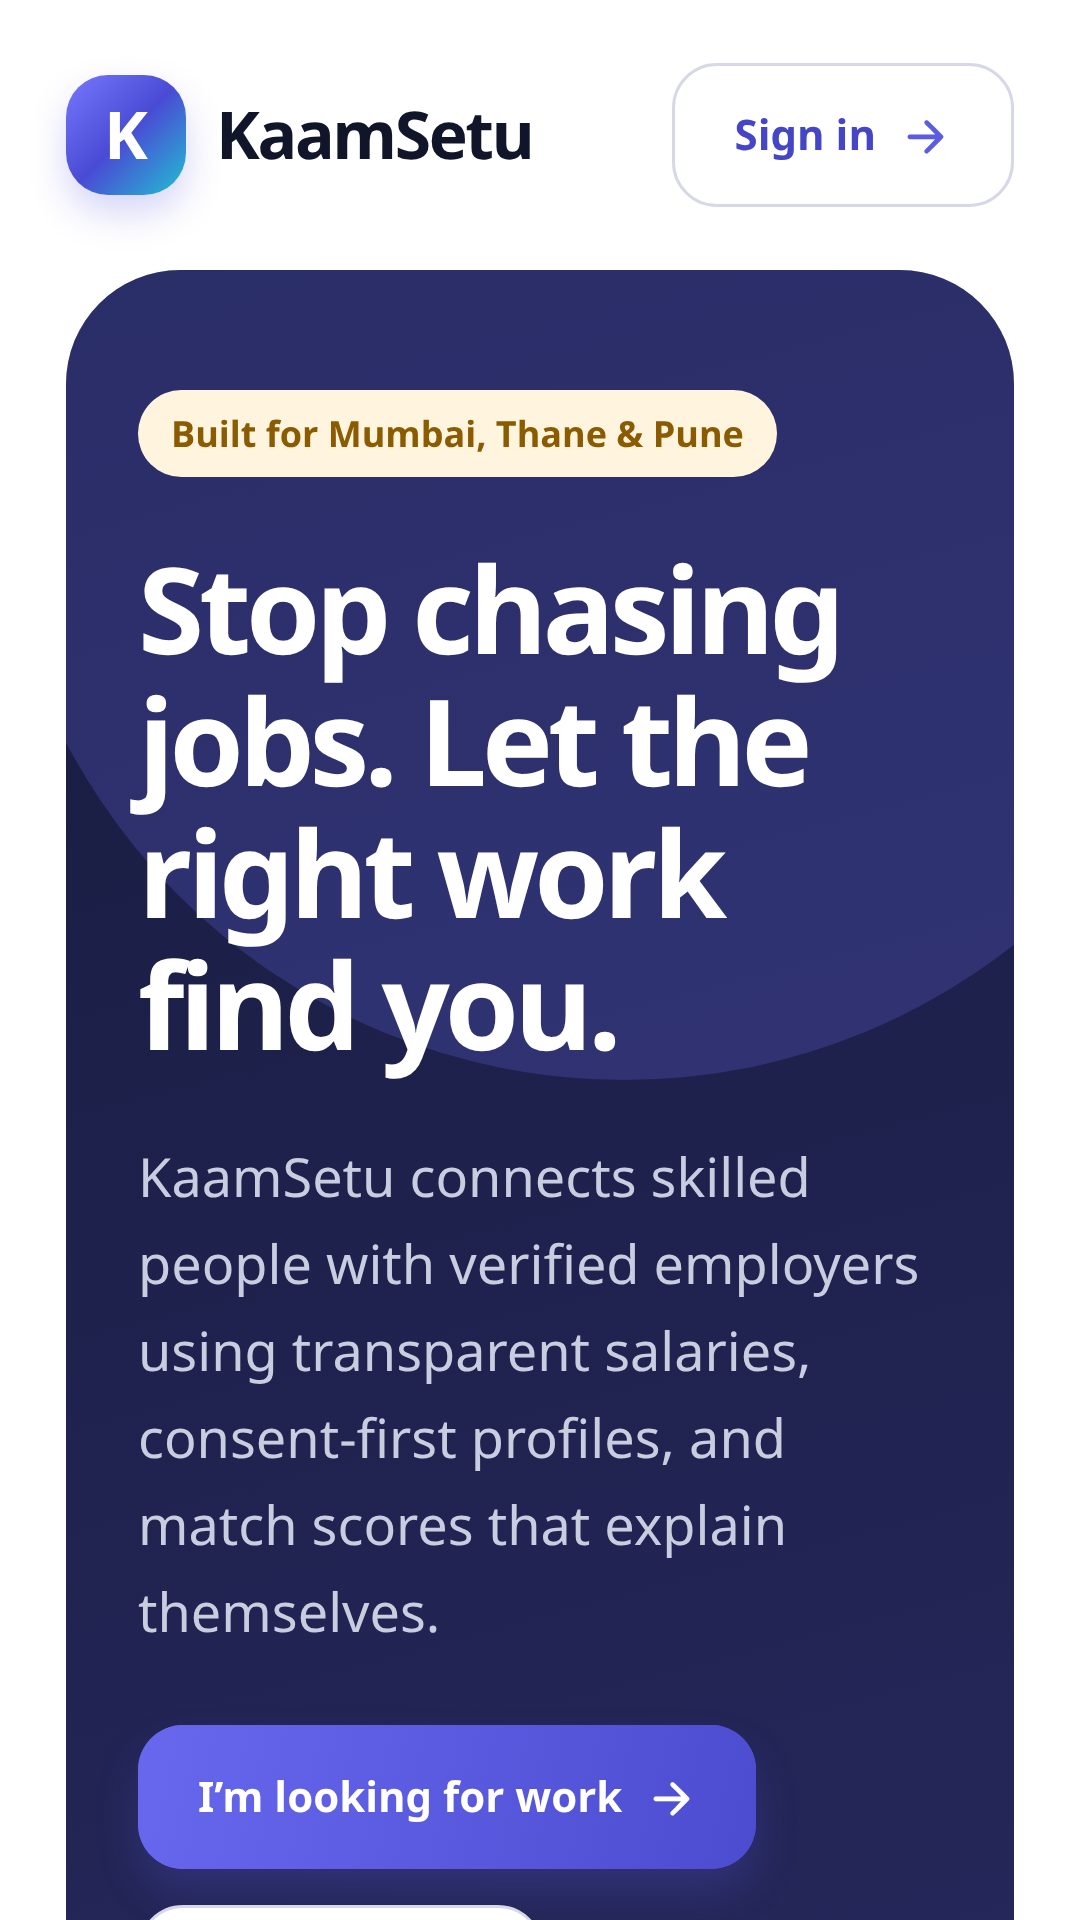 K
KaamSetu
Sign in →
Built for Mumbai, Thane & Pune
Stop chasing
jobs. Let the
right work
find you.
KaamSetu connects skilled
people with verified employers
using transparent salaries,
consent-first profiles, and
match scores that explain
themselves.
I’m looking for work →